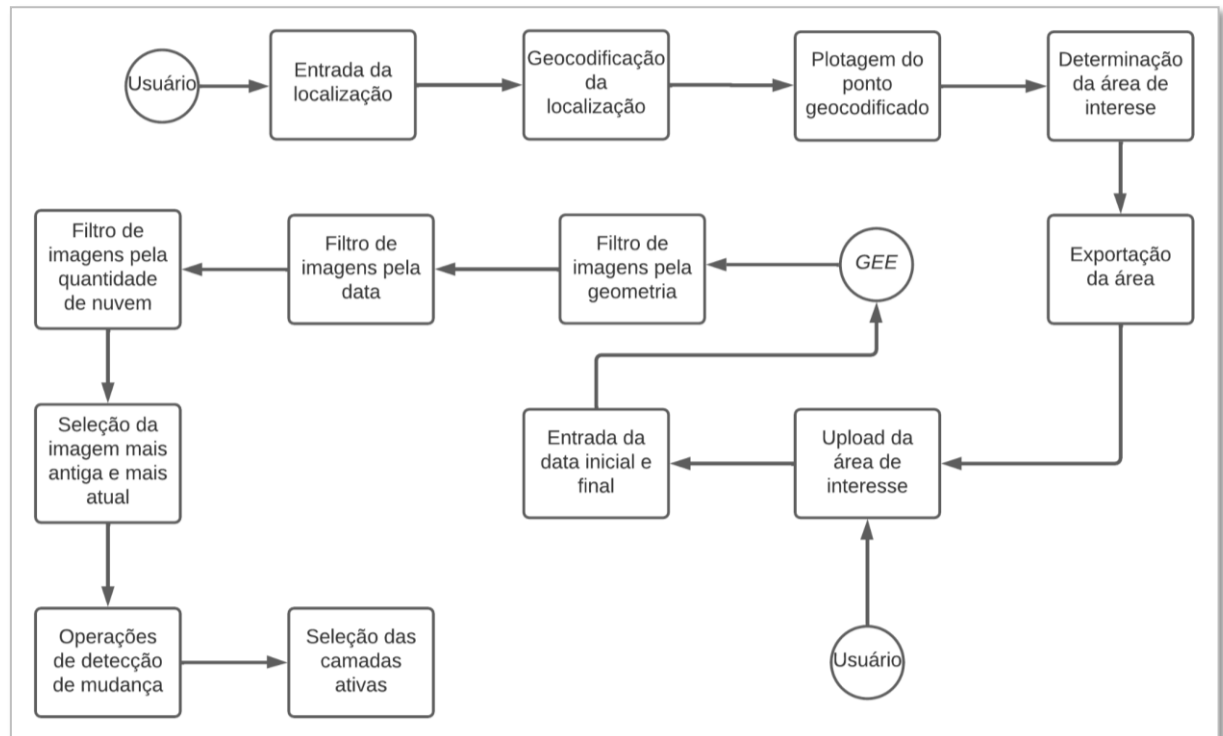 Usuário
Entrada da
localização
Geocodificação
da
localização
Plotagem do
ponto
geocodificado
Determinação
da área de
interese
Exportação
da área
Upload da
área de
interesse
Usuário
Entrada da
data inicial e
final
GEE
Filtro de
imagens pela
geometria
Filtro de
imagens pela
data
Filtro de
imagens pela
quantidade
de nuvem
Seleção da
imagem mais
antiga e mais
atual
Operações
de detecção
de mudança
Seleção das
camadas
ativas